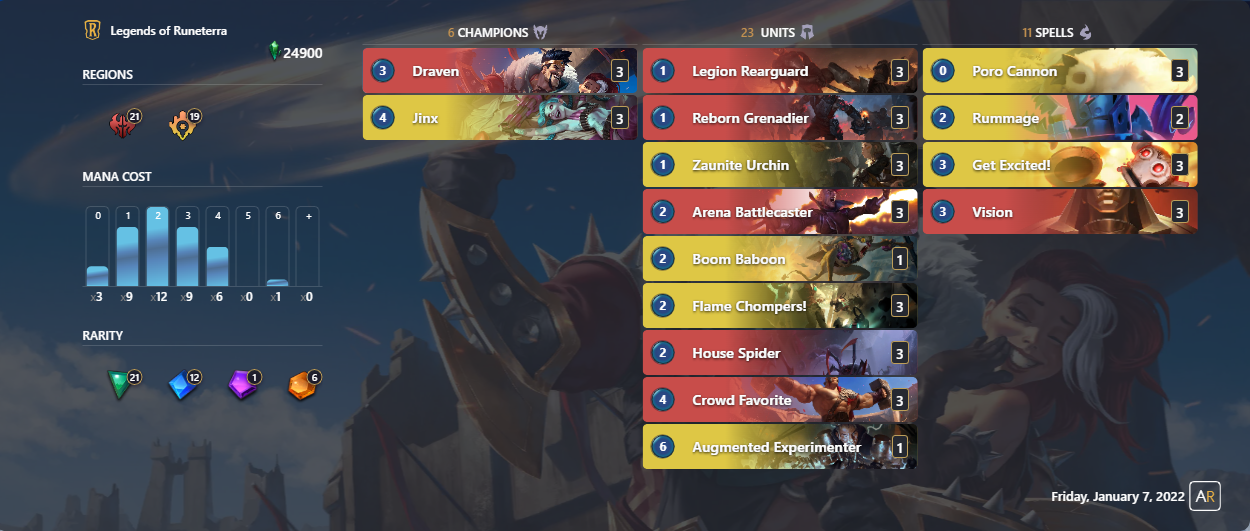 Legends of Runeterra
24900
REGIONS
21 19
MANA COST
0 1 2 3 4 5 6 +
x3 x9 x12 x9 x6 x0 x1 x0
RARITY
21 12 1 6
6 CHAMPIONS
3 Draven 3
4 Jinx 3
23 UNITS
1 Legion Rearguard 3
1 Reborn Grenadier 3
1 Zaunite Urchin 3
2 Arena Battlecaster 3
2 Boom Baboon 1
2 Flame Chompers! 3
2 House Spider 3
4 Crowd Favorite 3
6 Augmented Experimenter 1
11 SPELLS
0 Poro Cannon 3
2 Rummage 2
3 Get Excited! 3
3 Vision 3
Friday, January 7, 2022 AR